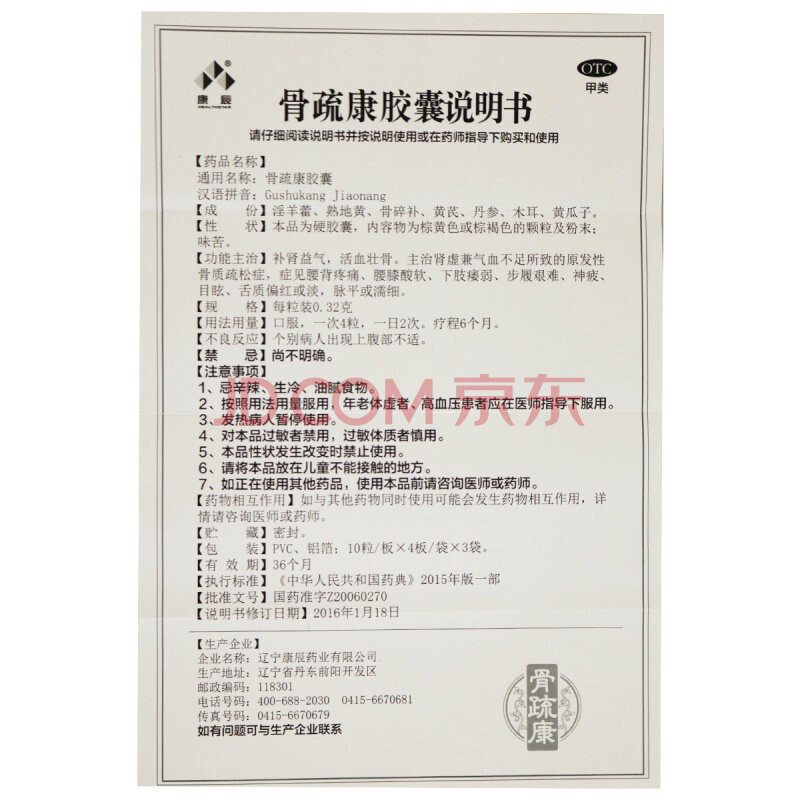 康辰®
HEALTHSTAR
OTC
甲类
骨疏康胶囊说明书
请仔细阅读说明书并按说明使用或在药师指导下购买和使用
【药品名称】
通用名称：骨疏康胶囊
汉语拼音：Gushukang Jiaonang
【成　份】淫羊藿、熟地黄、骨碎补、黄芪、丹参、木耳、黄瓜子。
【性　状】本品为硬胶囊，内容物为棕黄色或棕褐色的颗粒及粉末；
味苦。
【功能主治】补肾益气，活血壮骨。主治肾虚兼气血不足所致的原发性
骨质疏松症，症见腰背疼痛、腰膝酸软、下肢痿弱、步履艰难、神疲、
目眩、舌质偏红或淡，脉平或濡细。
【规　格】每粒装0.32克
【用法用量】口服，一次4粒，一日2次。疗程6个月。
【不良反应】个别病人出现上腹部不适。
【禁　忌】尚不明确。
【注意事项】
1、忌辛辣、生冷、油腻食物。
2、按照用法用量服用，年老体虚者、高血压患者应在医师指导下服用。
3、发热病人暂停使用。
4、对本品过敏者禁用，过敏体质者慎用。
5、本品性状发生改变时禁止使用。
6、请将本品放在儿童不能接触的地方。
7、如正在使用其他药品，使用本品前请咨询医师或药师。
【药物相互作用】如与其他药物同时使用可能会发生药物相互作用，详
情请咨询医师或药师。
【贮　藏】密封。
【包　装】PVC、铝箔；10粒/板×4板/袋×3袋。
【有 效 期】36个月
【执行标准】《中华人民共和国药典》2015年版一部
【批准文号】国药准字Z20060270
【说明书修订日期】2016年1月18日
【生产企业】
企业名称：辽宁康辰药业有限公司
生产地址：辽宁省丹东前阳开发区
邮政编码：118301
电话号码：400-688-2030 0415-6670681
传真号码：0415-6670679
如有问题可与生产企业联系
骨疏康
JD.COM 京东